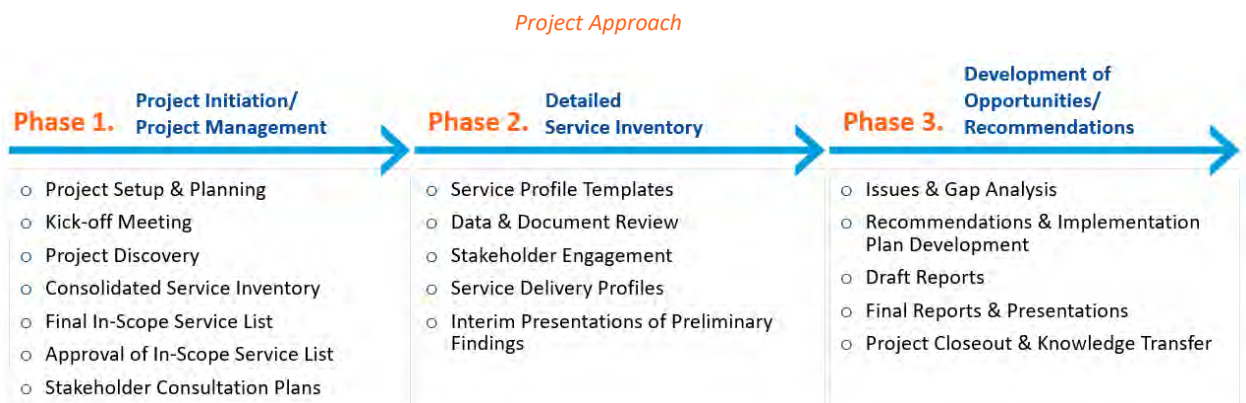 Project Approach
Phase 1.
Project Initiation/
Project Management
○ Project Setup & Planning
○ Kick-off Meeting
○ Project Discovery
○ Consolidated Service Inventory
○ Final In-Scope Service List
○ Approval of In-Scope Service List
○ Stakeholder Consultation Plans
Phase 2.
Detailed
Service Inventory
○ Service Profile Templates
○ Data & Document Review
○ Stakeholder Engagement
○ Service Delivery Profiles
○ Interim Presentations of Preliminary
Findings
Phase 3.
Development of
Opportunities/
Recommendations
○ Issues & Gap Analysis
○ Recommendations & Implementation
Plan Development
○ Draft Reports
○ Final Reports & Presentations
○ Project Closeout & Knowledge Transfer